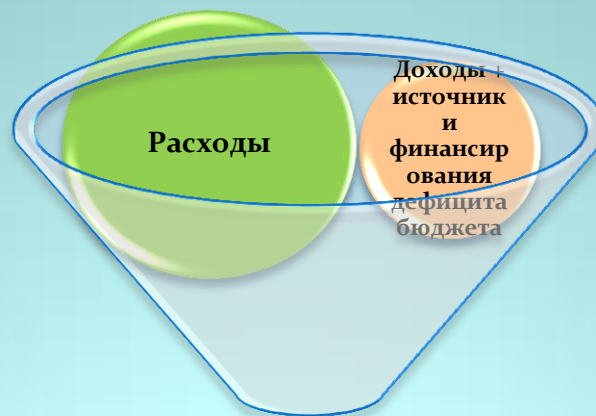 Расходы
Доходы +
источник
и
финансир
ования
дефицита
бюджета